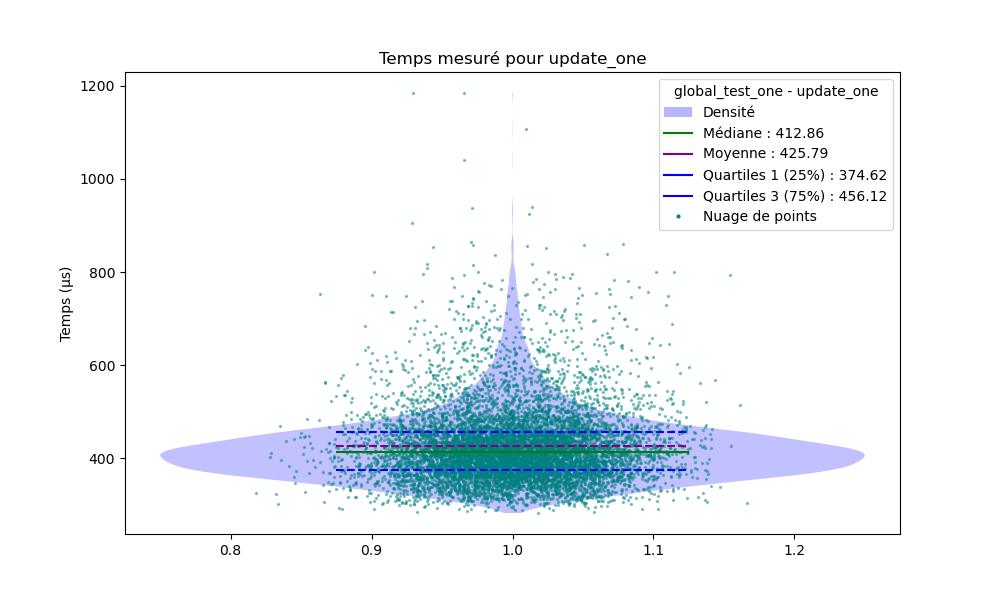 Temps mesuré pour update_one
global_test_one - update_one
Densité
Médiane : 412.86
Moyenne : 425.79
Quartiles 1 (25%) : 374.62
Quartiles 3 (75%) : 456.12
Nuage de points
Temps (µs)
1200
1000
800
600
400
0.8
0.9
1.0
1.1
1.2